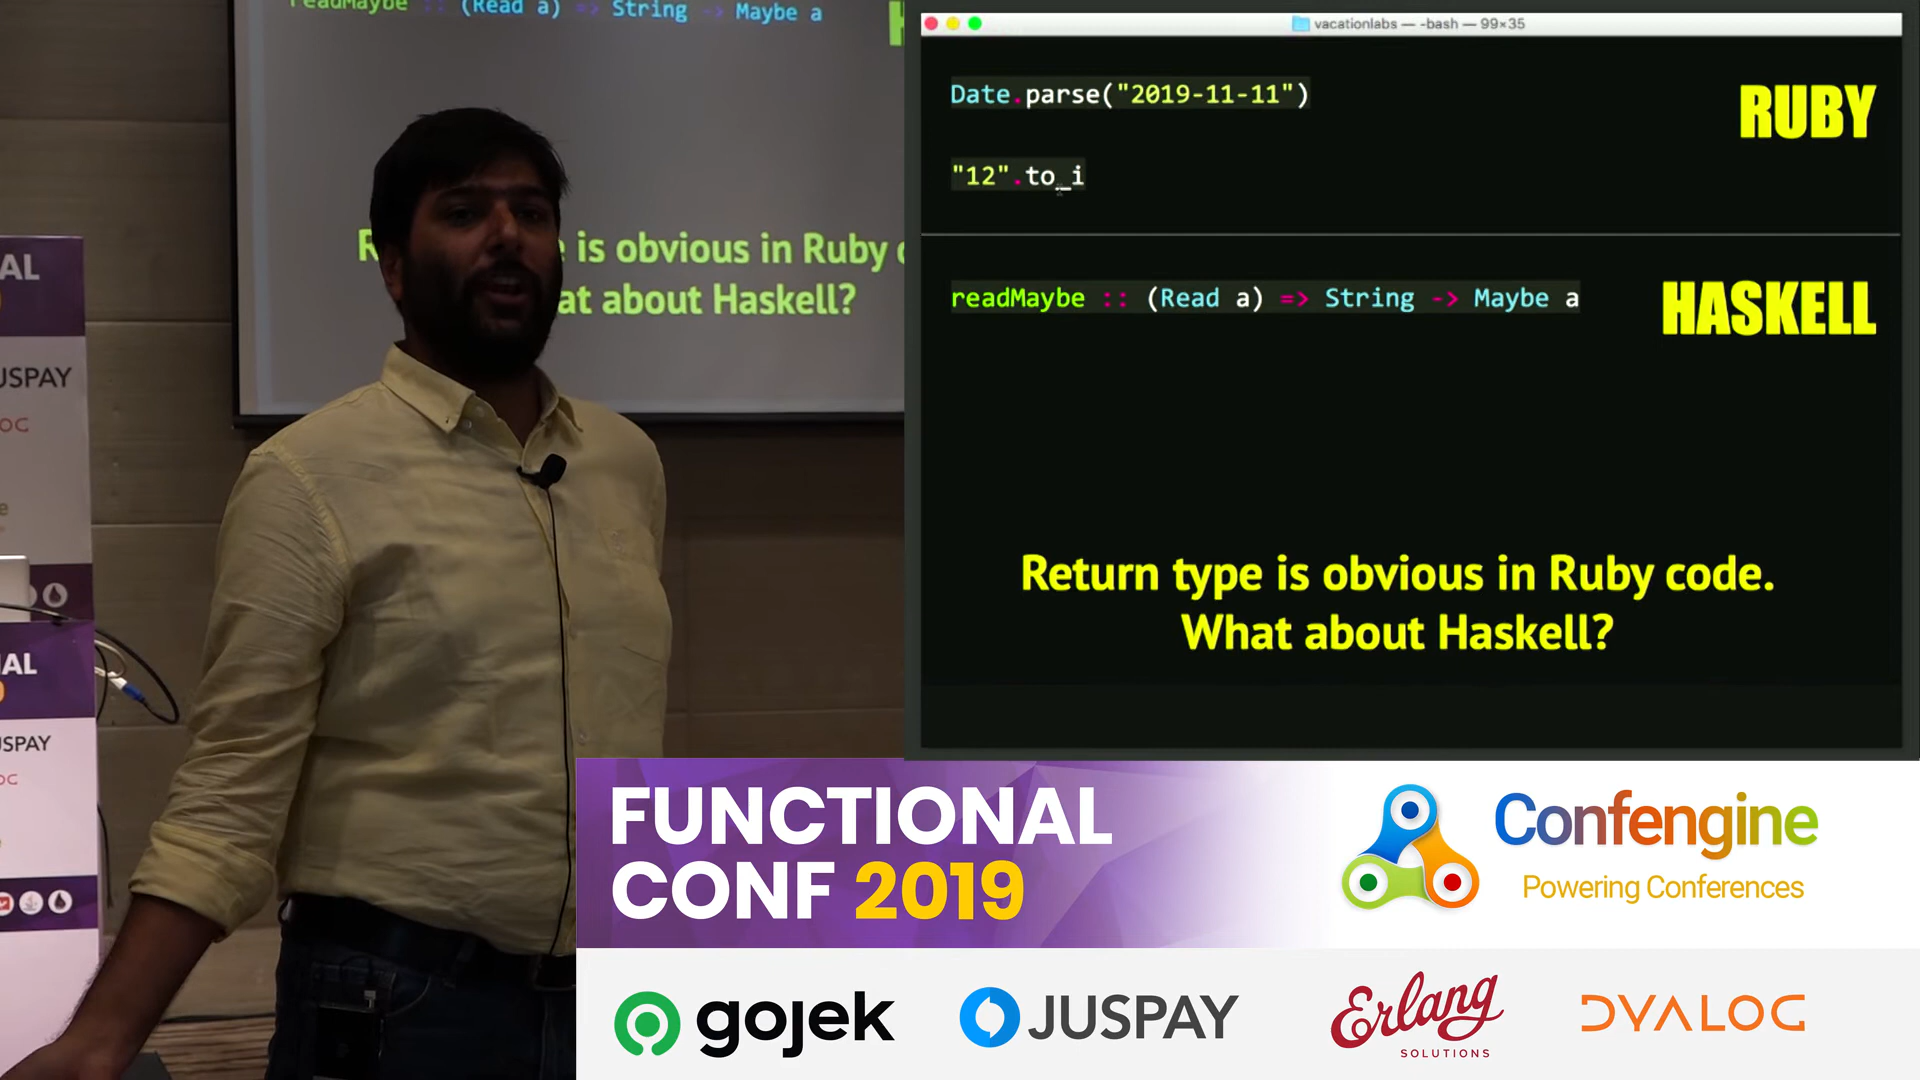 readMaybe :: (Read a) => String -> Maybe a
is obvious in Ruby
at about Haskell?
AL
USPAY
OG
AL
JSPAY
vacationlabs — -bash — 99×35
Date.parse("2019-11-11")
RUBY
"12".to_i
readMaybe :: (Read a) => String -> Maybe a
HASKELL
Return type is obvious in Ruby code.
What about Haskell?
FUNCTIONAL
CONF 2019
Confengine
Powering Conferences
gojek
JUSPAY
Erlang
SOLUTIONS
DYALOG